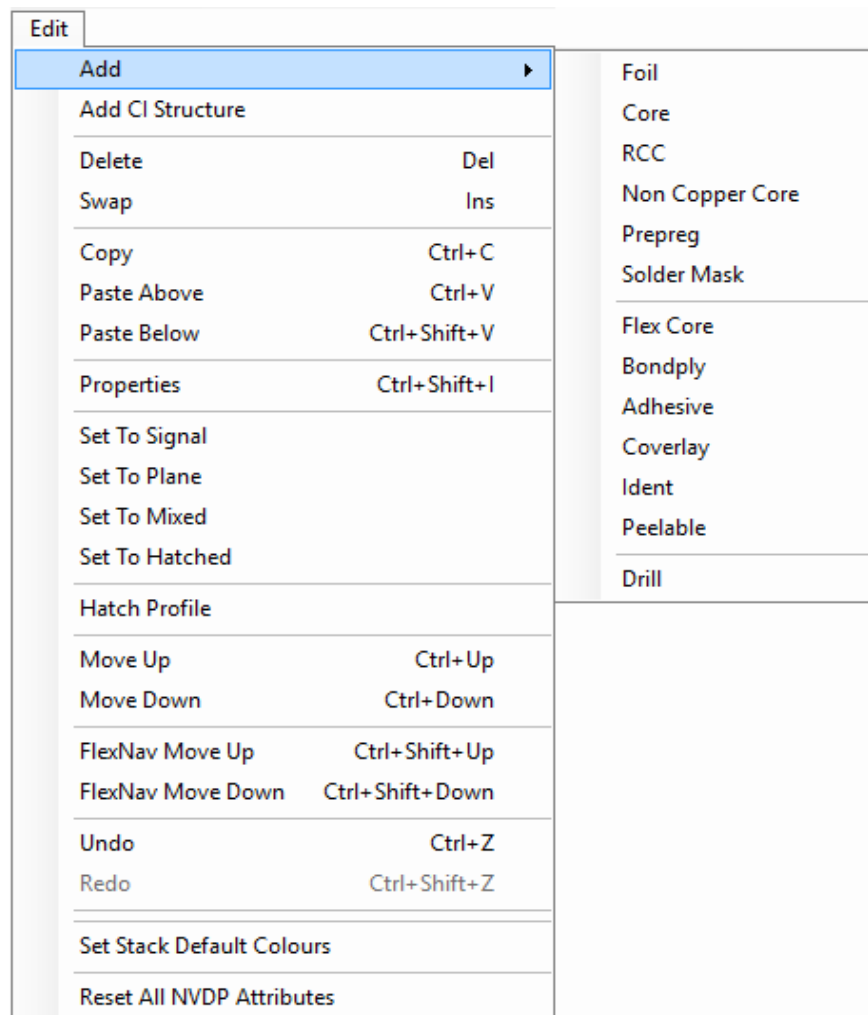 Edit
Add
Add CI Structure
Delete Del
Swap Ins
Copy Ctrl+C
Paste Above Ctrl+V
Paste Below Ctrl+Shift+V
Properties Ctrl+Shift+I
Set To Signal
Set To Plane
Set To Mixed
Set To Hatched
Hatch Profile
Move Up Ctrl+Up
Move Down Ctrl+Down
FlexNav Move Up Ctrl+Shift+Up
FlexNav Move Down Ctrl+Shift+Down
Undo Ctrl+Z
Redo Ctrl+Shift+Z
Set Stack Default Colours
Reset All NVDP Attributes
Foil
Core
RCC
Non Copper Core
Prepreg
Solder Mask
Flex Core
Bondply
Adhesive
Coverlay
Ident
Peelable
Drill